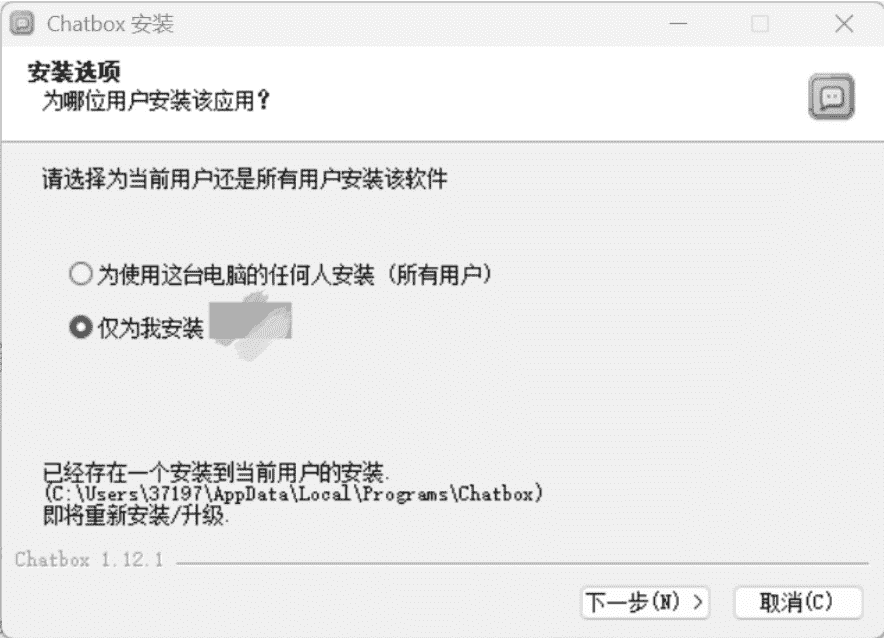 Chatbox 安装
安装选项
为哪位用户安装该应用？
请选择为当前用户还是所有用户安装该软件
为使用这台电脑的任何人安装（所有用户）
仅为我安装
已经存在一个安装到当前用户的安装.
(C:\Users\37197\AppData\Local\Programs\Chatbox)
即将重新安装/升级.
Chatbox 1.12.1
下一步(N) >
取消(C)